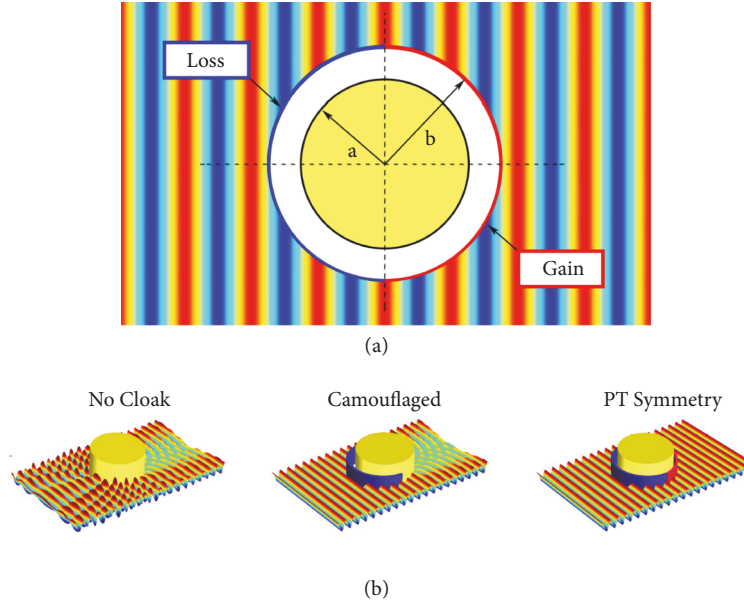 Loss
a
b
Gain
(a)
No Cloak
Camouflaged
PT Symmetry
(b)